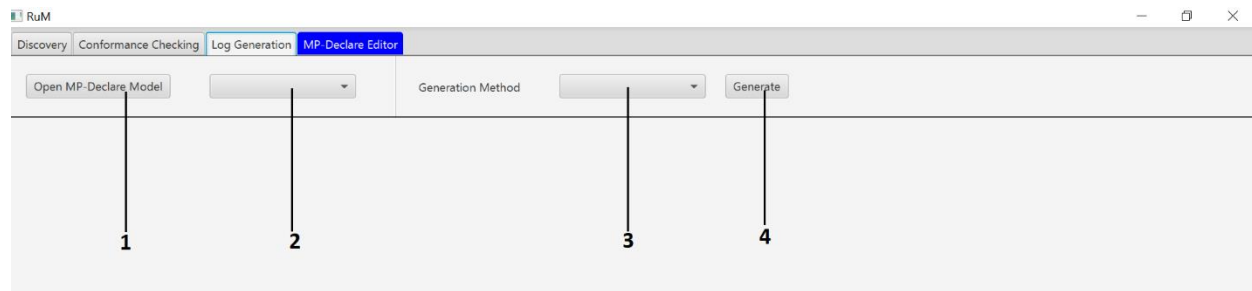 RuM
Discovery Conformance Checking Log Generation MP-Declare Editor
Open MP-Declare Model Generation Method Generate
1 2 3 4